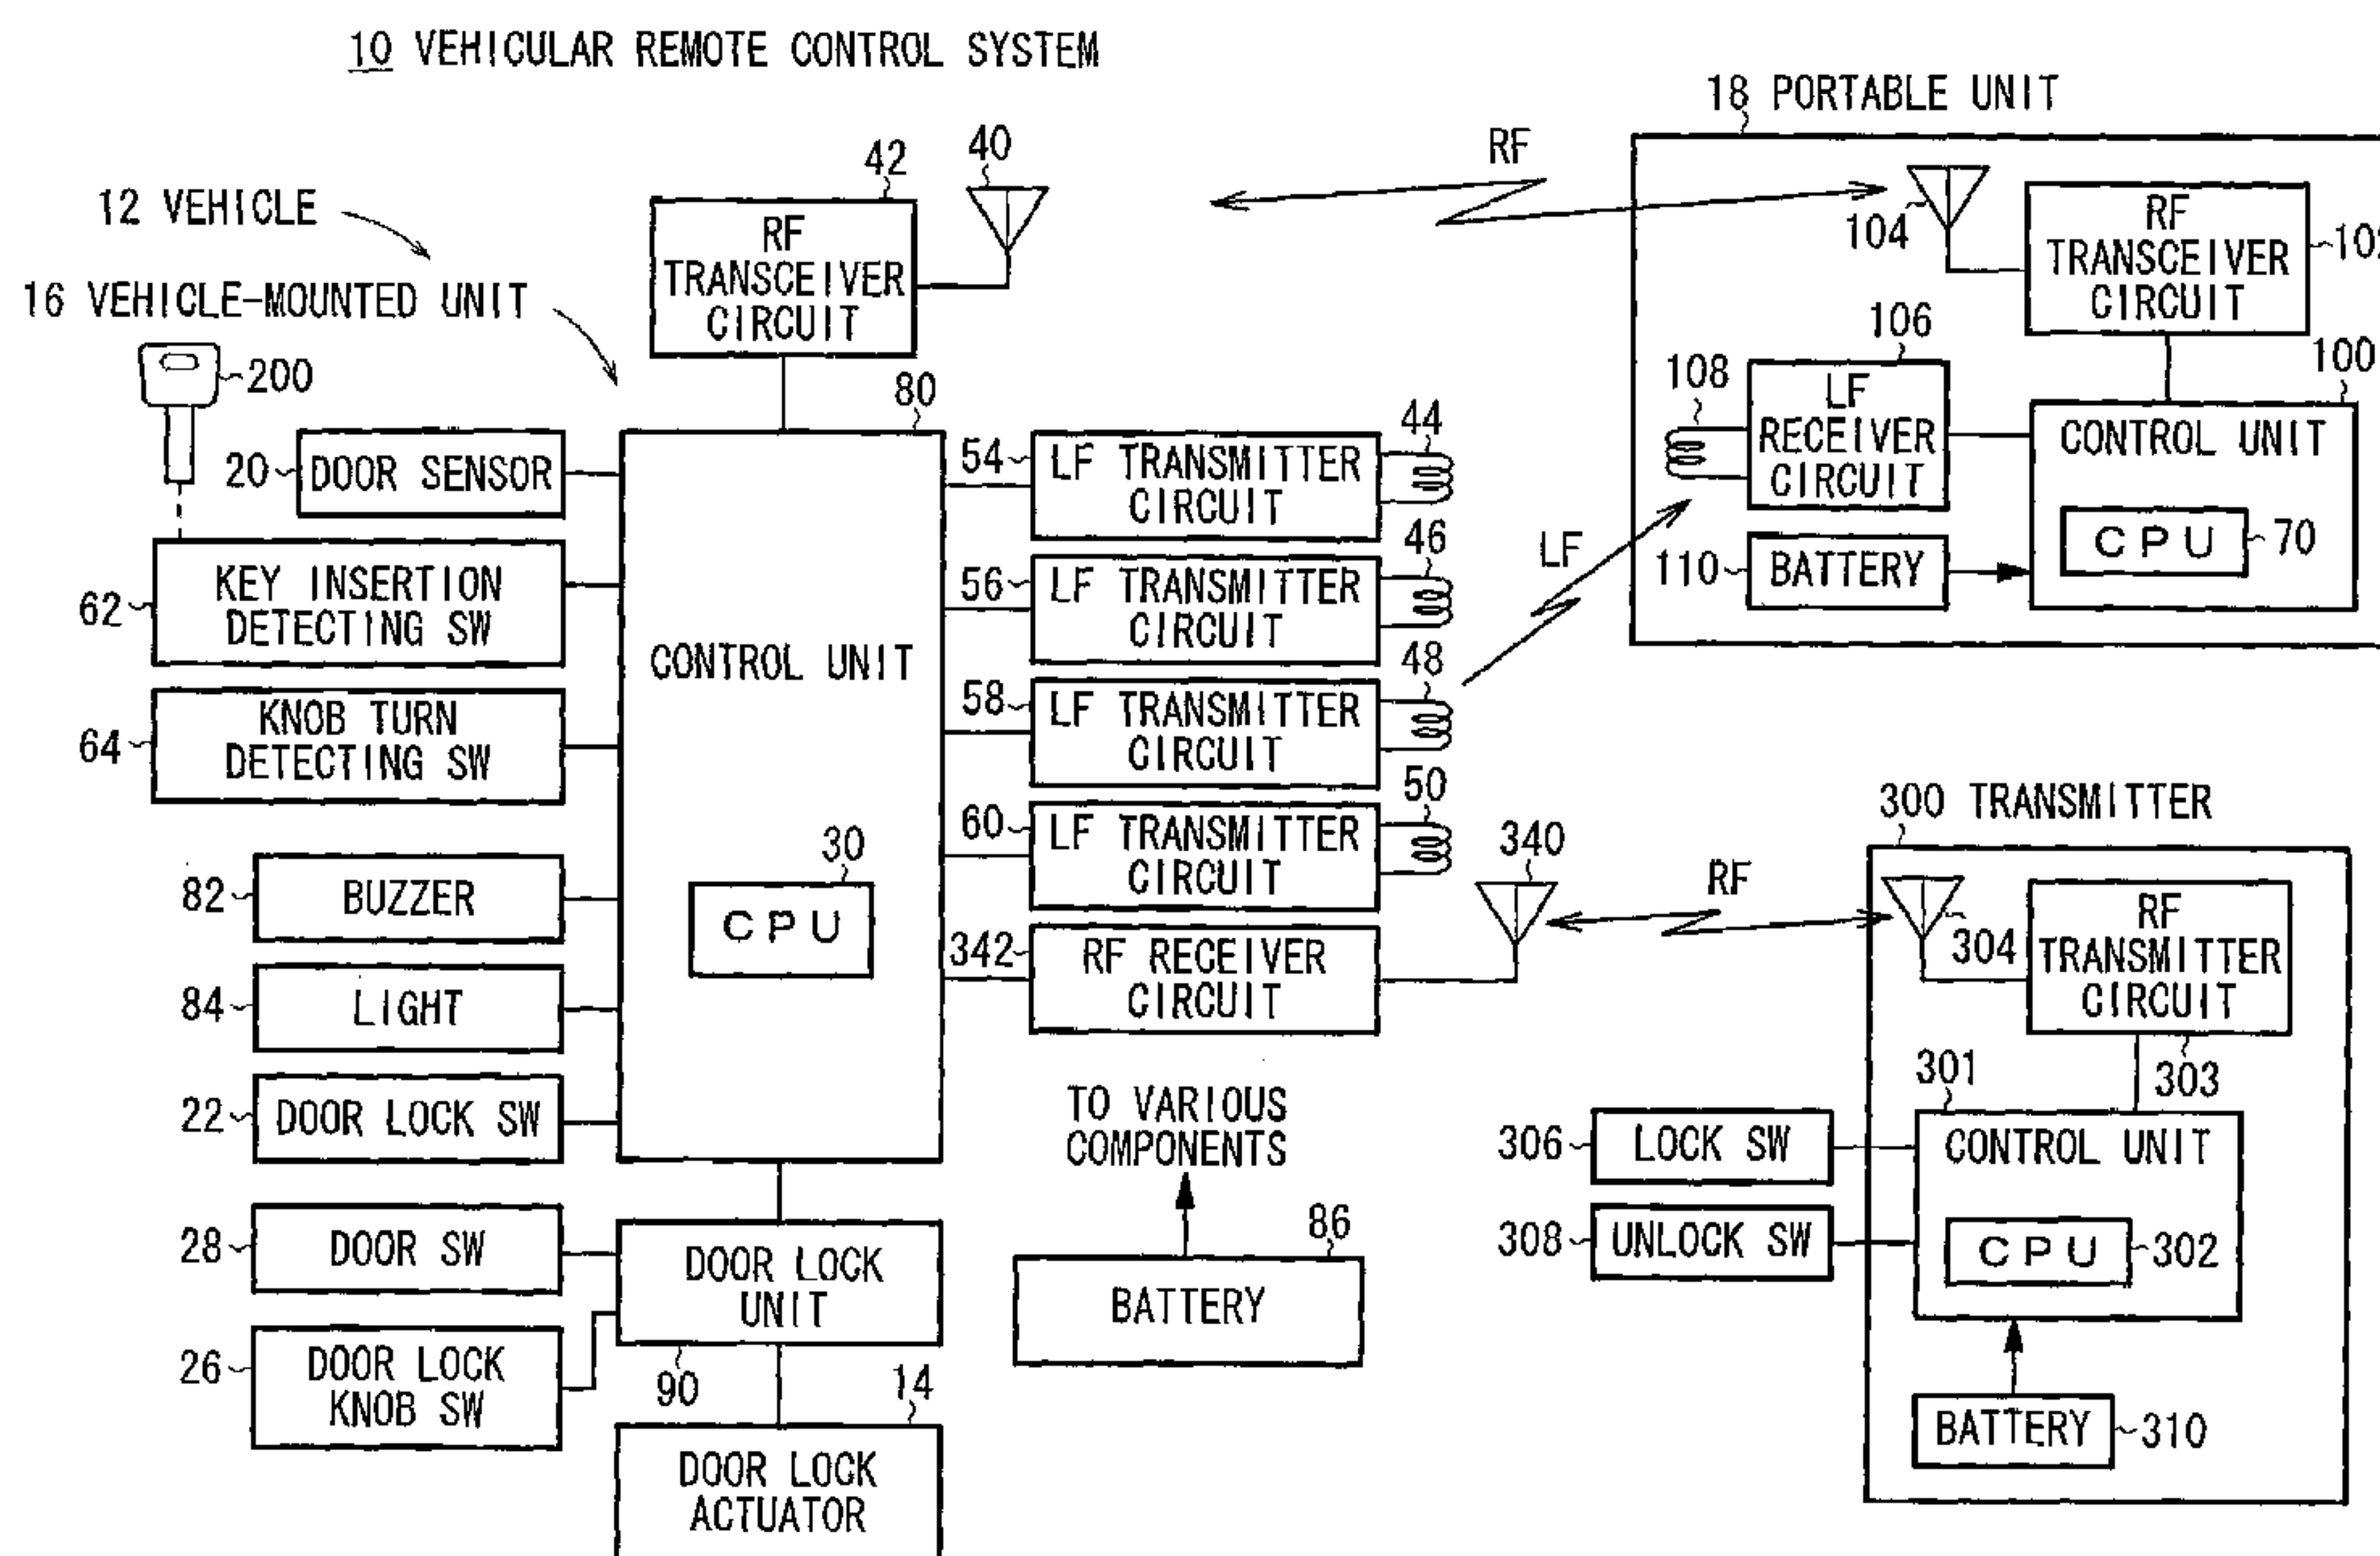 10 VEHICULAR REMOTE CONTROL SYSTEM
12 VEHICLE
16 VEHICLE-MOUNTED UNIT
200
42
RF
TRANSCEIVER
CIRCUIT
40
RF
18 PORTABLE UNIT
104
RF
TRANSCEIVER
CIRCUIT
106
108
LF
RECEIVER
CIRCUIT
100
CONTROL UNIT
CPU
70
110
BATTERY
LF
20
DOOR SENSOR
62
KEY INSERTION
DETECTING SW
64
KNOB TURN
DETECTING SW
82
BUZZER
84
LIGHT
22
DOOR LOCK SW
28
DOOR SW
26
DOOR LOCK
KNOB SW
80
CONTROL UNIT
30
CPU
DOOR LOCK
UNIT
90
14
DOOR LOCK
ACTUATOR
54
LF TRANSMITTER
CIRCUIT
44
56
LF TRANSMITTER
CIRCUIT
46
58
LF TRANSMITTER
CIRCUIT
48
60
LF TRANSMITTER
CIRCUIT
50
342
RF RECEIVER
CIRCUIT
340
RF
TO VARIOUS
COMPONENTS
86
BATTERY
300 TRANSMITTER
304
RF
TRANSMITTER
CIRCUIT
303
301
CONTROL UNIT
CPU
302
306
LOCK SW
308
UNLOCK SW
BATTERY
310